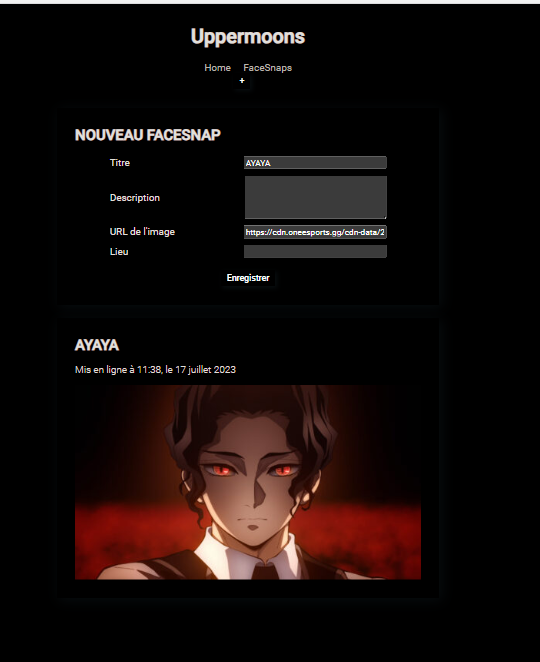 Uppermoons
Home FaceSnaps
+
NOUVEAU FACESNAP
Titre AYAYA
Description
URL de l'image https://cdn.oneesports.gg/cdn-data/2
Lieu
Enregistrer
AYAYA
Mis en ligne à 11:38, le 17 juillet 2023